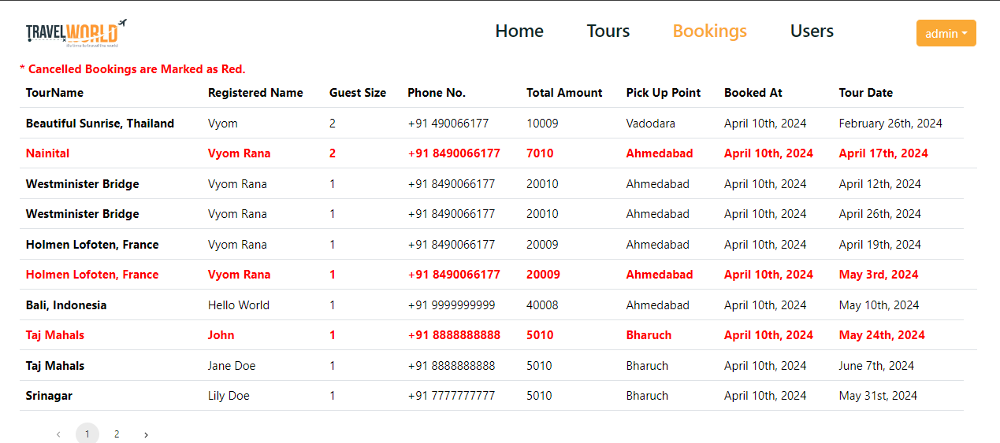 TRAVELWORLD
it's time to travel the world
Home Tours Bookings Users admin
* Cancelled Bookings are Marked as Red.
TourName Registered Name Guest Size Phone No. Total Amount Pick Up Point Booked At Tour Date
Beautiful Sunrise, Thailand Vyom 2 +91 490066177 10009 Vadodara April 10th, 2024 February 26th, 2024
Nainital Vyom Rana 2 +91 8490066177 7010 Ahmedabad April 10th, 2024 April 17th, 2024
Westminister Bridge Vyom Rana 1 +91 8490066177 20010 Ahmedabad April 10th, 2024 April 12th, 2024
Westminister Bridge Vyom Rana 1 +91 8490066177 20010 Ahmedabad April 10th, 2024 April 26th, 2024
Holmen Lofoten, France Vyom Rana 1 +91 8490066177 20009 Ahmedabad April 10th, 2024 April 19th, 2024
Holmen Lofoten, France Vyom Rana 1 +91 8490066177 20009 Ahmedabad April 10th, 2024 May 3rd, 2024
Bali, Indonesia Hello World 1 +91 9999999999 40008 Ahmedabad April 10th, 2024 May 10th, 2024
Taj Mahals John 1 +91 8888888888 5010 Bharuch April 10th, 2024 May 24th, 2024
Taj Mahals Jane Doe 1 +91 8888888888 5010 Bharuch April 10th, 2024 June 7th, 2024
Srinagar Lily Doe 1 +91 7777777777 5010 Bharuch April 10th, 2024 May 31st, 2024
‹ 1 2 ›